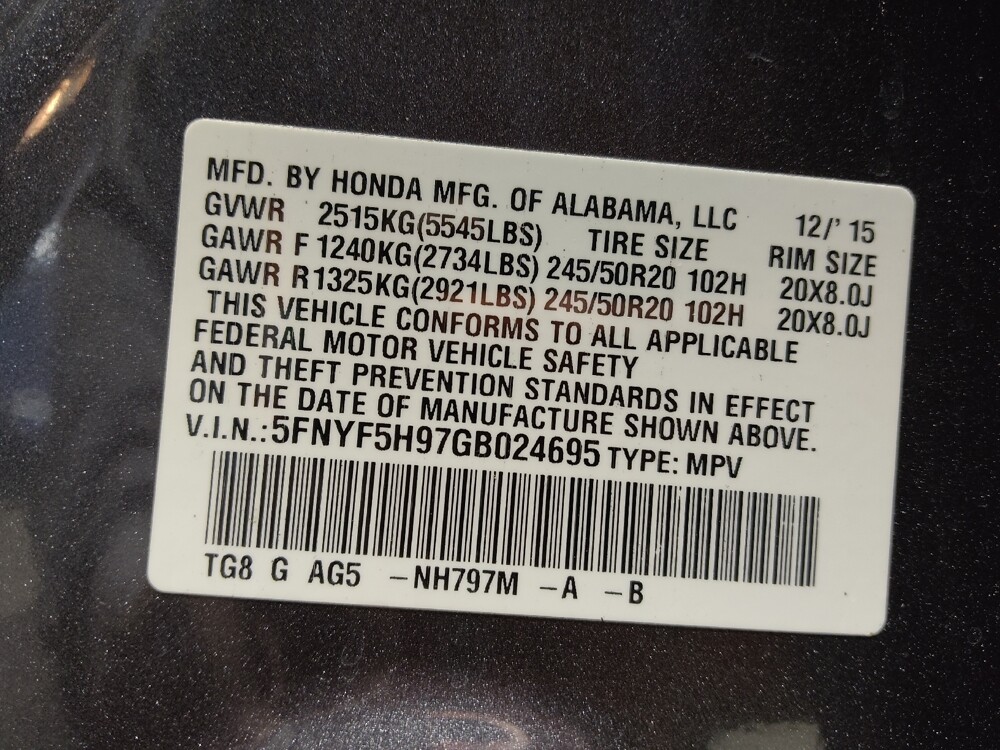 MFD. BY HONDA MFG. OF ALABAMA, LLC 12/' 15
GVWR 2515KG(5545LBS) TIRE SIZE RIM SIZE
GAWR F 1240KG(2734LBS) 245/50R20 102H 20X8.0J
GAWR R 1325KG(2921LBS) 245/50R20 102H 20X8.0J
THIS VEHICLE CONFORMS TO ALL APPLICABLE
FEDERAL MOTOR VEHICLE SAFETY
AND THEFT PREVENTION STANDARDS IN EFFECT
ON THE DATE OF MANUFACTURE SHOWN ABOVE.
V.I.N.:5FNYF5H97GB024695 TYPE: MPV
TG8 G AG5 -NH797M -A -B